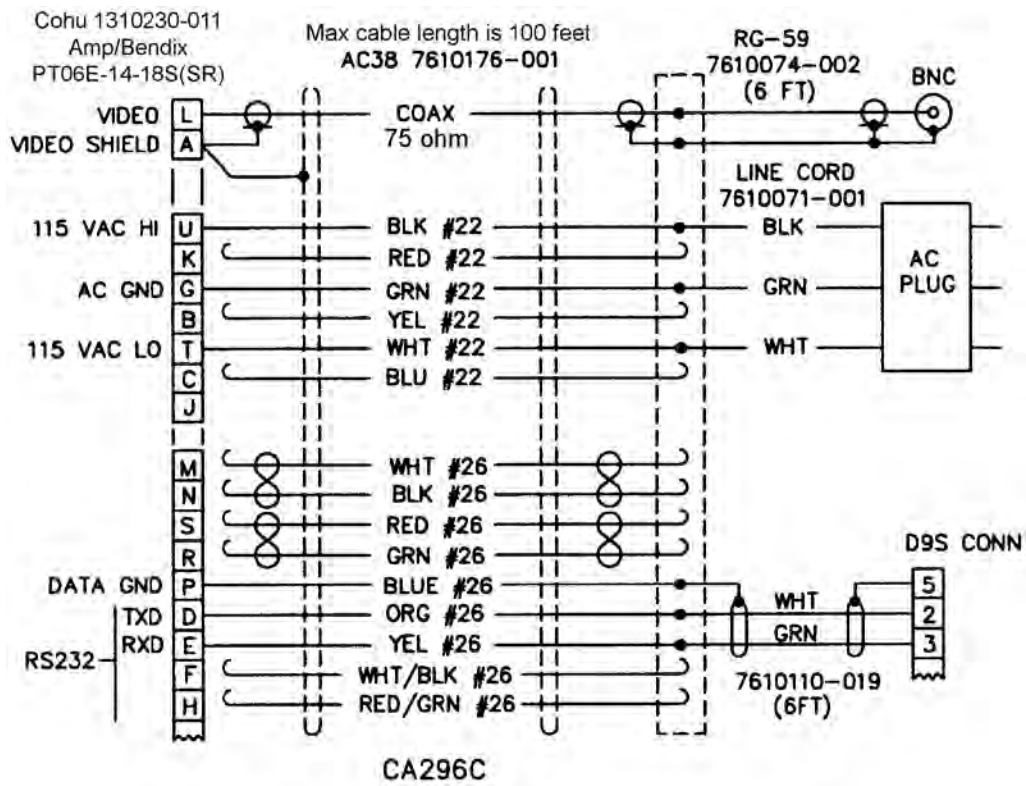 Cohu 1310230-011
Amp/Bendix
PT06E-14-18S(SR)
Max cable length is 100 feet
AC38 7610176-001
RG-59
7610074-002
(6 FT)
BNC
VIDEO L COAX
75 ohm
VIDEO SHIELD A
LINE CORD
7610071-001
115 VAC HI U BLK #22 BLK
K RED #22
AC GND G GRN #22 GRN
AC
PLUG
B YEL #22
115 VAC LO T WHT #22 WHT
C BLU #22
J
M WHT #26
N BLK #26
S RED #26
R GRN #26
D9S CONN
DATA GND P BLUE #26 5
TXD D ORG #26 WHT 2
RXD E YEL #26 GRN 3
RS232
F WHT/BLK #26
H RED/GRN #26
7610110-019
(6FT)
CA296C